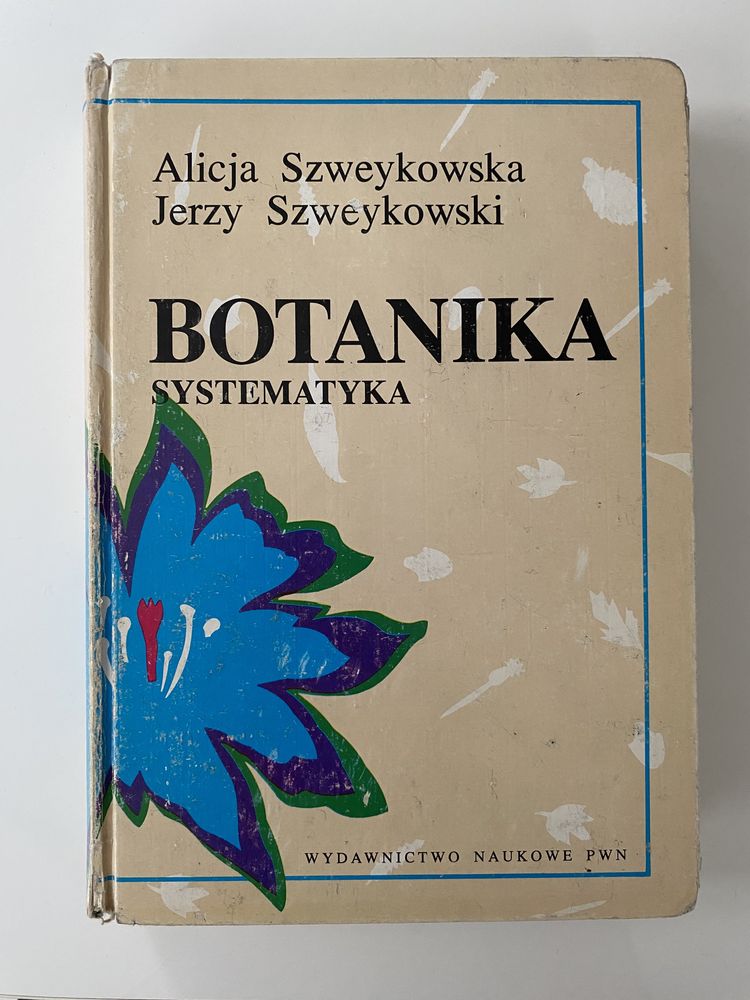 Alicja Szweykowska
Jerzy Szweykowski
BOTANIKA
SYSTEMATYKA
WYDAWNICTWO NAUKOWE PWN